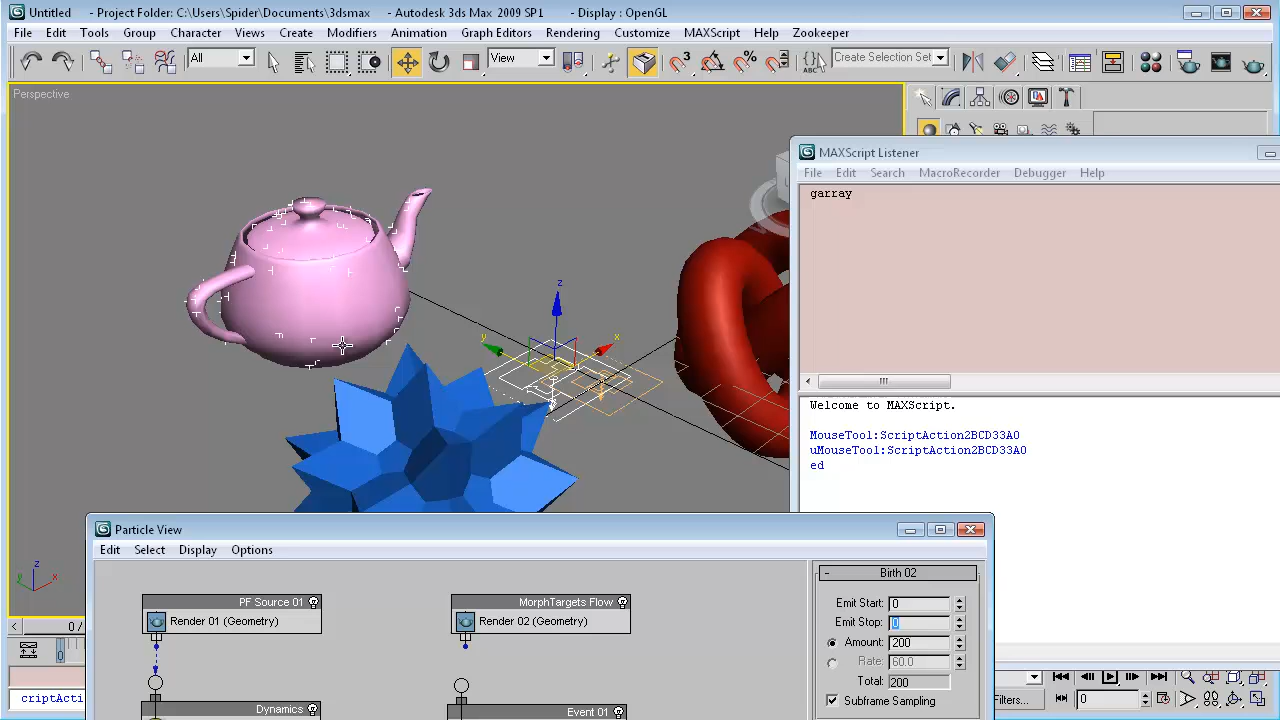 Untitled - Project Folder: C:\Users\Spider\Documents\3dsmax - Autodesk 3ds Max 2009 SP1 - Display : OpenGL
File Edit Tools Group Character Views Create Modifiers Animation Graph Editors Rendering Customize MAXScript Help Zookeeper
All View ABC Create Selection Set
Perspective
MAXScript Listener
File Edit Search MacroRecorder Debugger Help
garray
z
y x
Welcome to MAXScript.
MouseTool:ScriptAction2BCD33A0
uMouseTool:ScriptAction2BCD33A0
ed
Particle View
Edit Select Display Options
z
y x
Birth 02
PF Source 01
Render 01 (Geometry)
MorphTargets Flow
Render 02 (Geometry)
Emit Start: 0
Emit Stop: 0
Amount: 200
Rate: 60.0
Total: 200
Subframe Sampling
Dynamics
Event 01
0 /
0
criptActi
Filters...
0